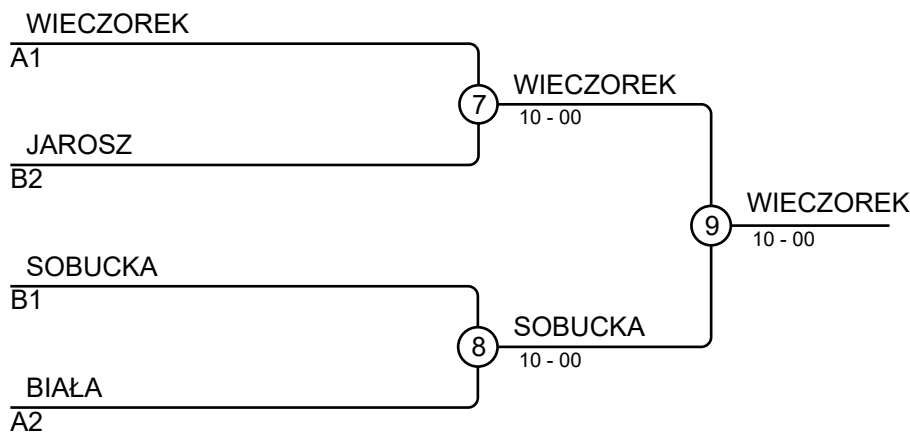 WIECZOREK
A1
7
WIECZOREK
10 - 00
JAROSZ
B2
9
WIECZOREK
10 - 00
SOBUCKA
B1
8
SOBUCKA
10 - 00
BIAŁA
A2